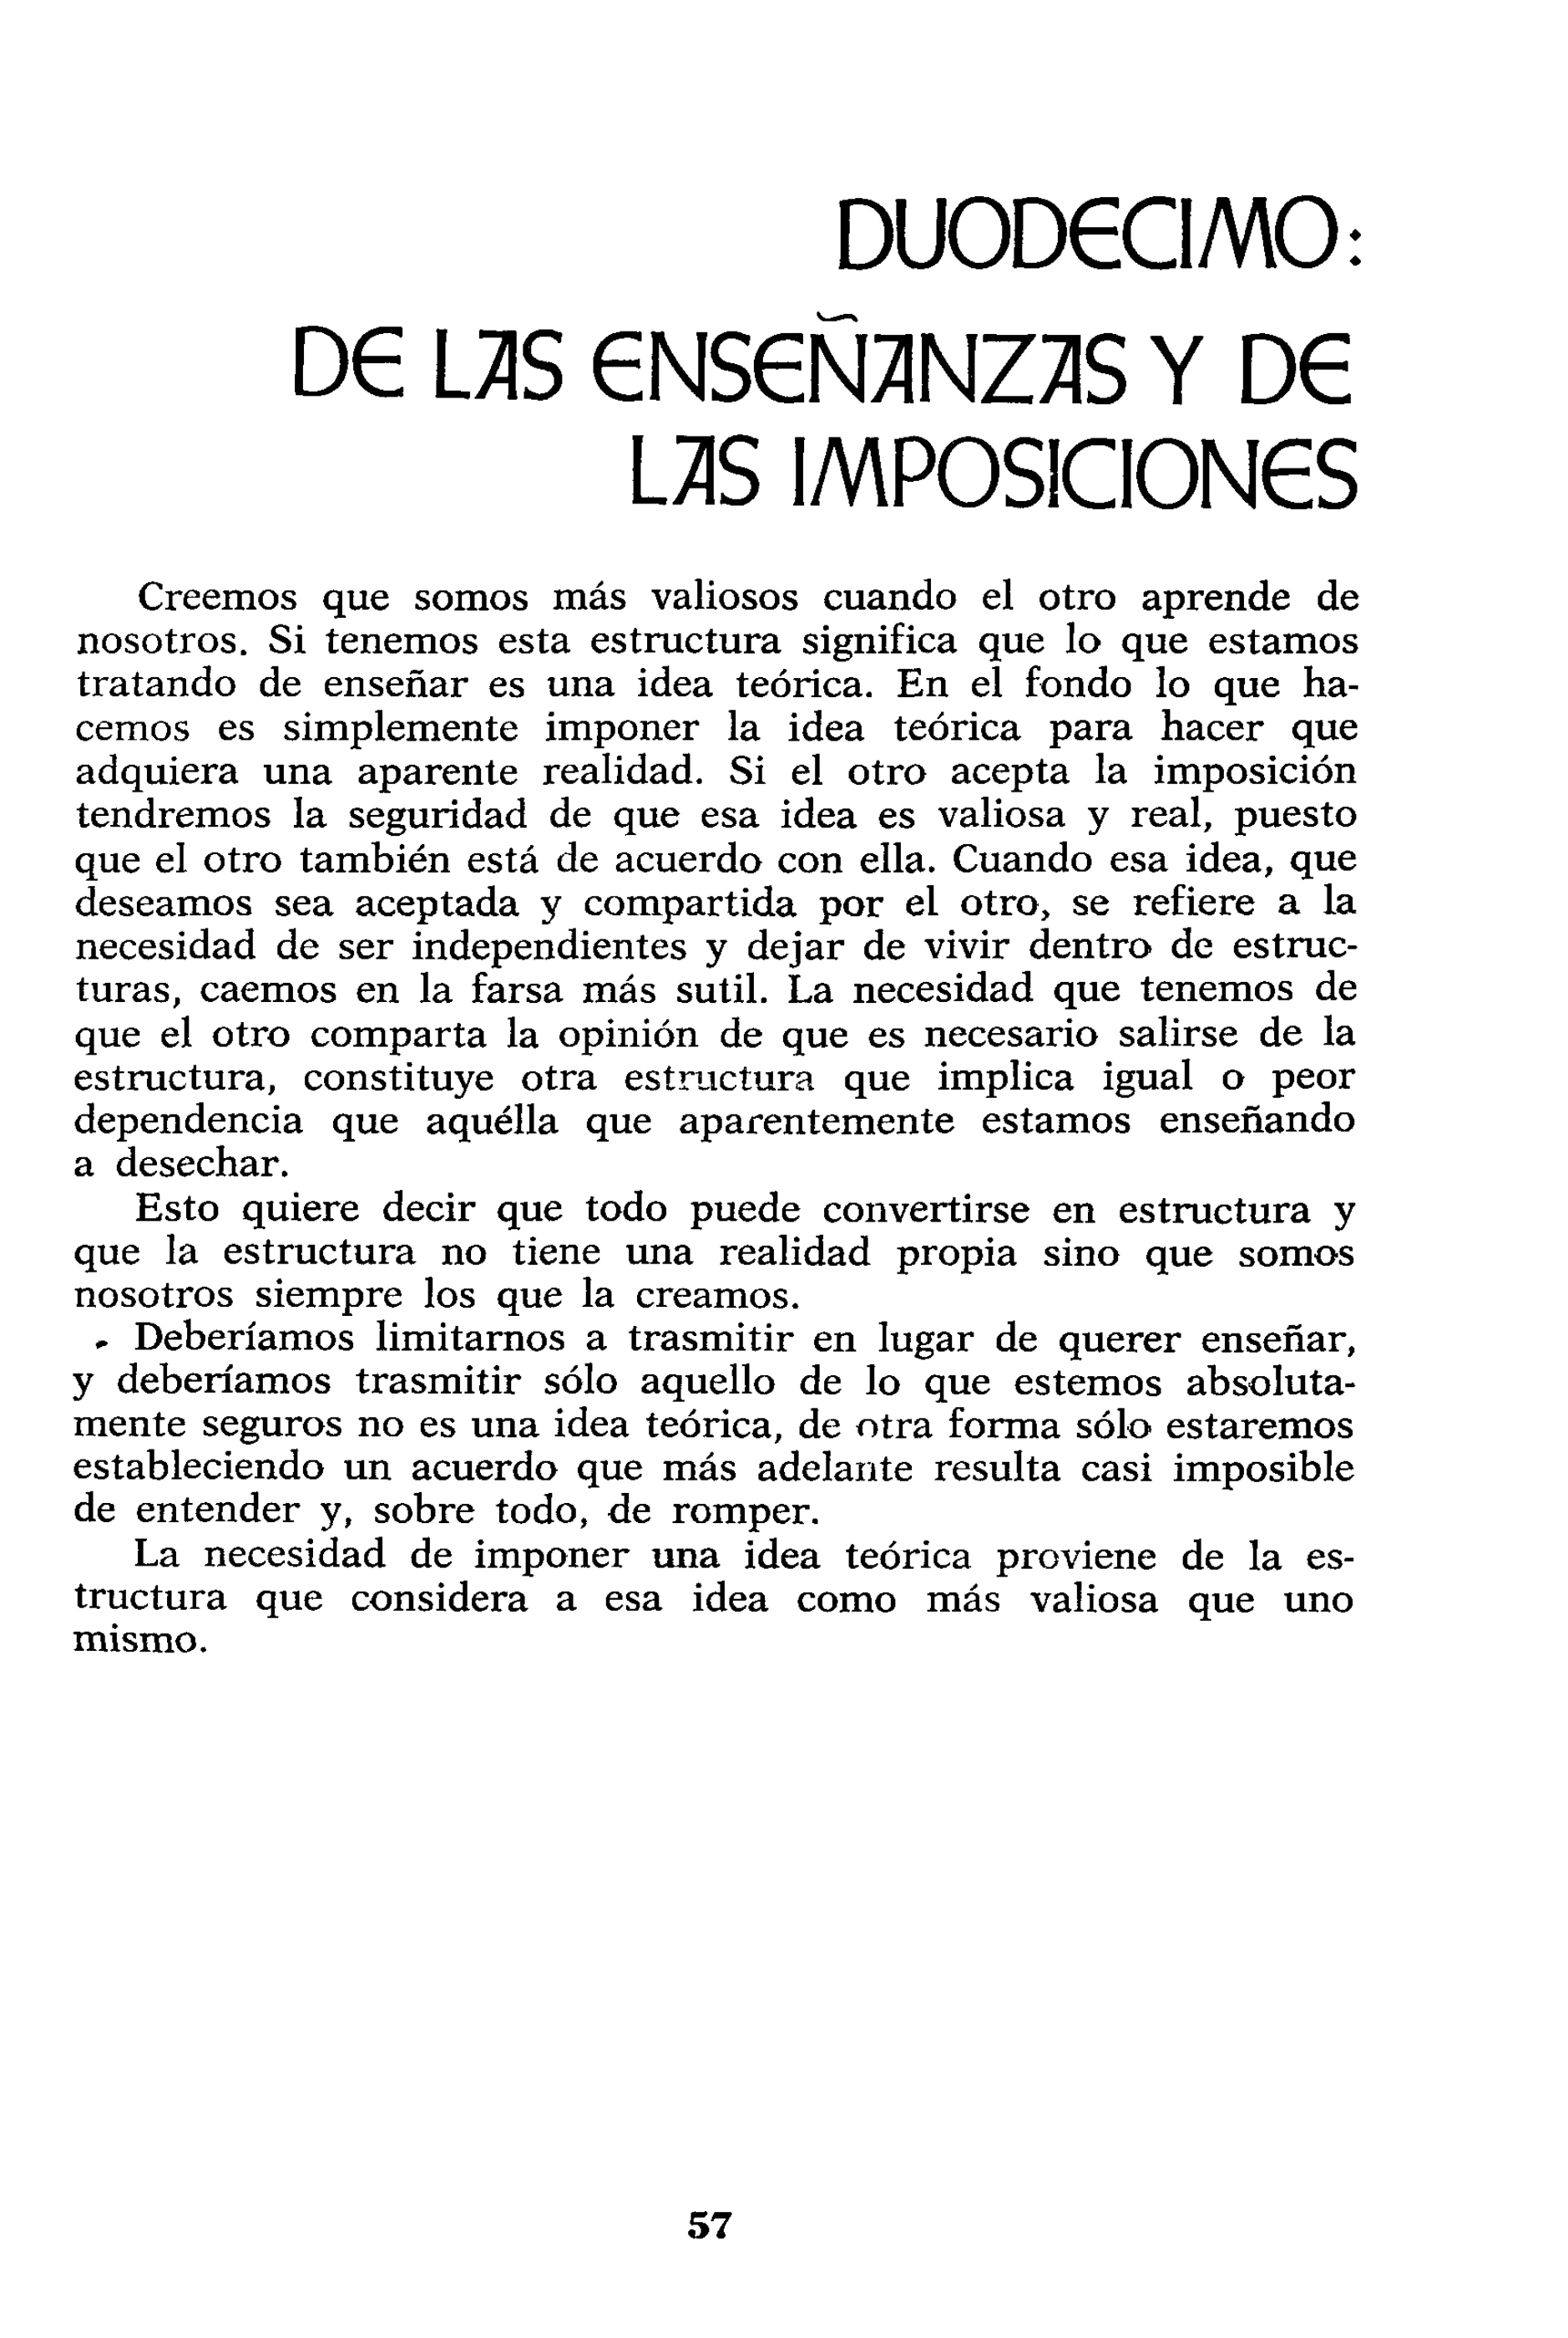 DUODECIMO:
DE LAS ENSEÑANZAS Y DE
LAS IMPOSICIONES
Creemos que somos más valiosos cuando el otro aprende de
nosotros. Si tenemos esta estructura significa que lo que estamos
tratando de enseñar es una idea teórica. En el fondo lo que ha-
cemos es simplemente imponer la idea teórica para hacer que
adquiera una aparente realidad. Si el otro acepta la imposición
tendremos la seguridad de que esa idea es valiosa y real, puesto
que el otro también está de acuerdo con ella. Cuando esa idea, que
deseamos sea aceptada y compartida por el otro, se refiere a la
necesidad de ser independientes y dejar de vivir dentro de estruc-
turas, caemos en la farsa más sutil. La necesidad que tenemos de
que el otro comparta la opinión de que es necesario salirse de la
estructura, constituye otra estructura que implica igual o peor
dependencia que aquélla que aparentemente estamos enseñando
a desechar.
Esto quiere decir que todo puede convertirse en estructura y
que la estructura no tiene una realidad propia sino que somos
nosotros siempre los que la creamos.
Deberíamos limitarnos a trasmitir en lugar de querer enseñar,
y deberíamos trasmitir sólo aquello de lo que estemos absoluta-
mente seguros no es una idea teórica, de otra forma sólo estaremos
estableciendo un acuerdo que más adelante resulta casi imposible
de entender y, sobre todo, de romper.
La necesidad de imponer una idea teórica proviene de la es-
tructura que considera a esa idea como más valiosa que uno
mismo.
57